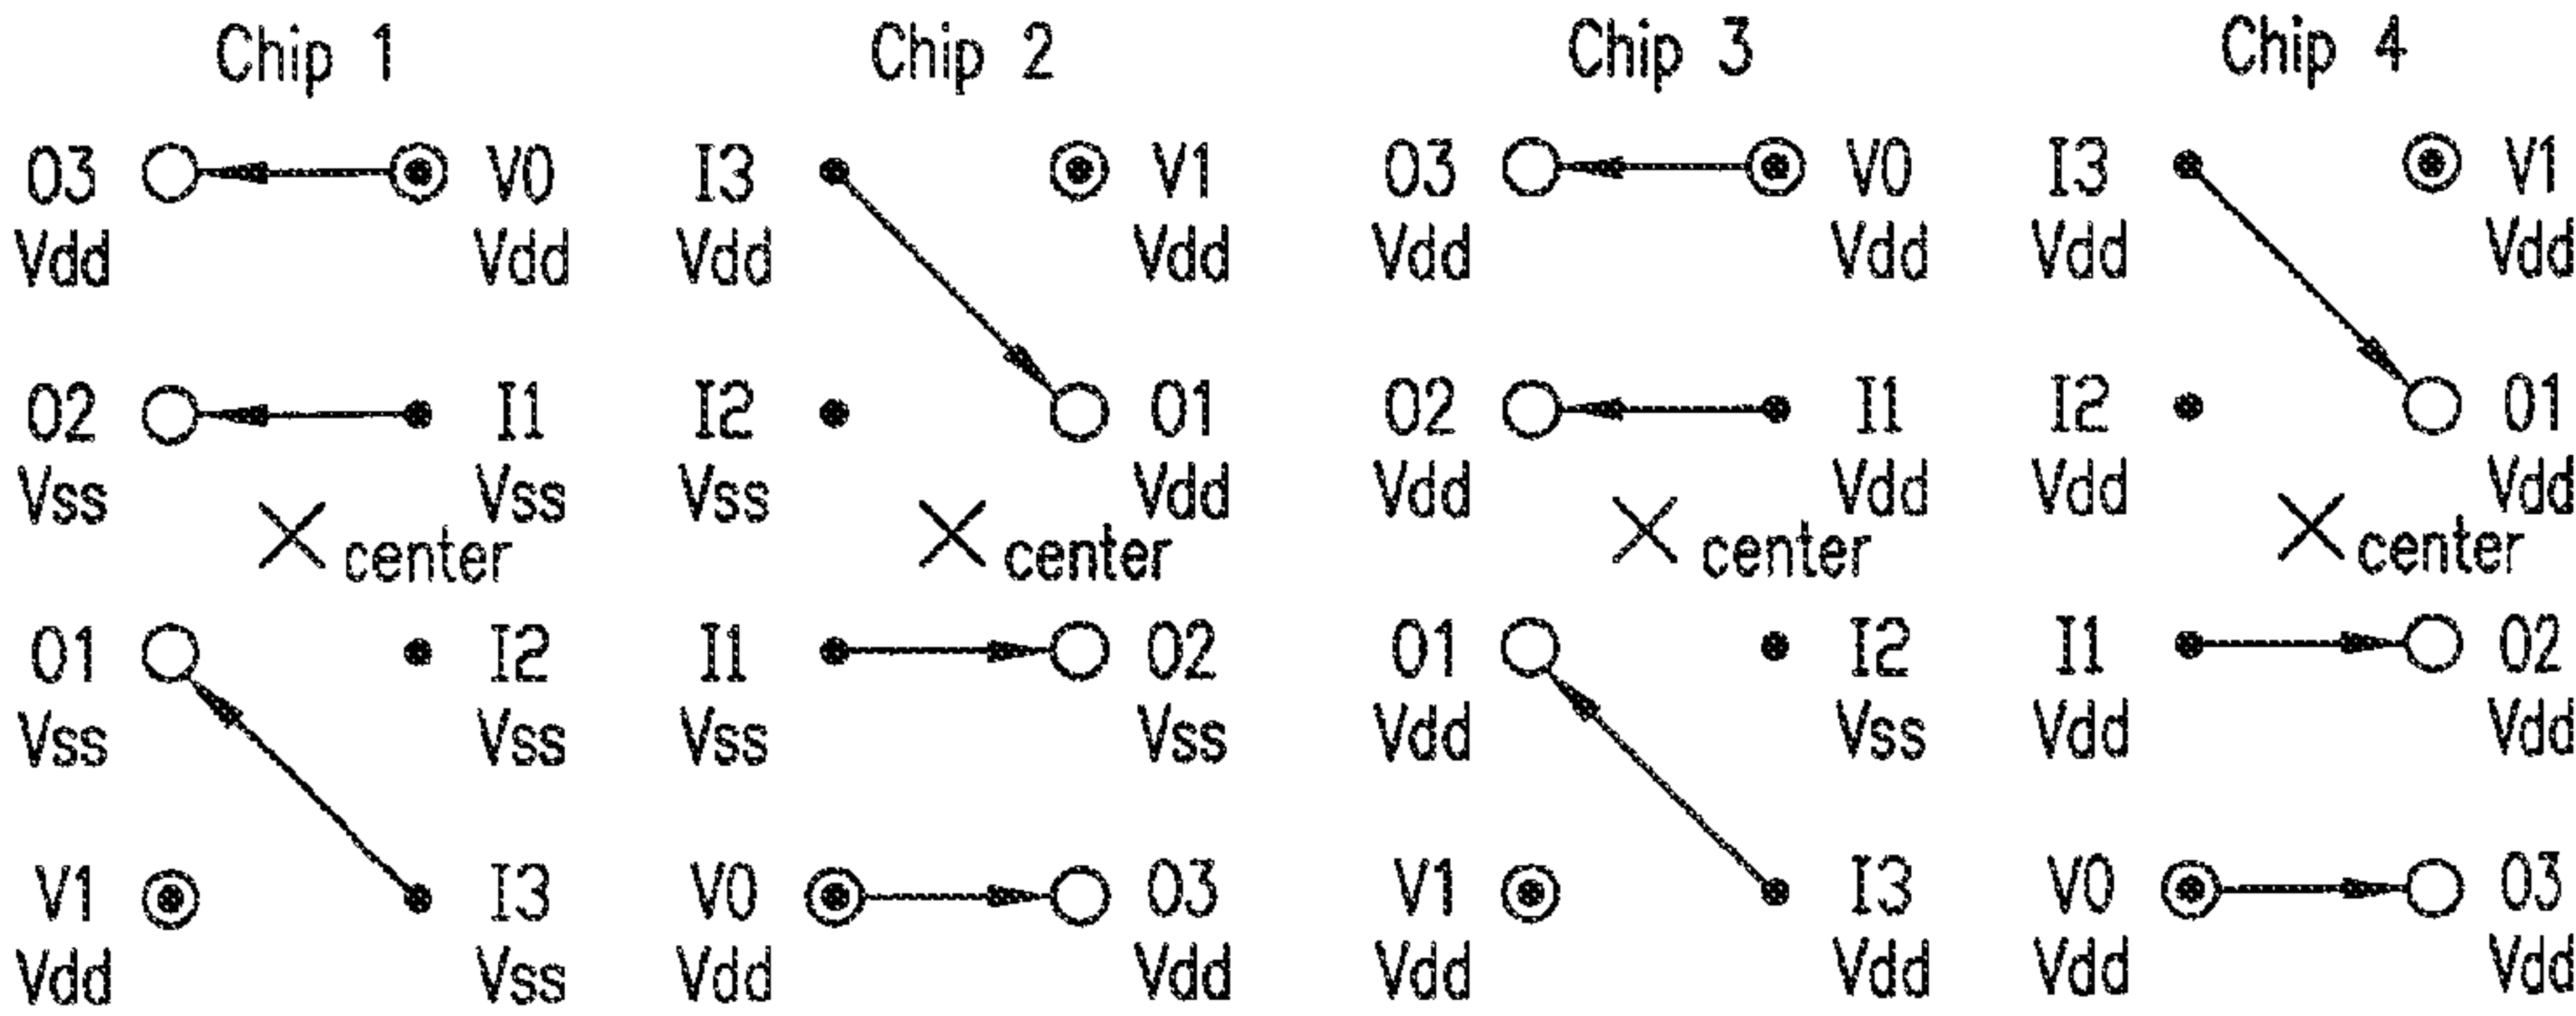 Chip 1 Chip 2 Chip 3 Chip 4
O3 V0 I3 V1 O3 V0 I3 V1
Vdd Vdd Vdd Vdd Vdd Vdd Vdd Vdd
O2 I1 I2 O1 O2 I1 I2 O1
Vss Vss Vss Vdd Vdd Vdd Vss Vdd
center center center center
O1 I2 I1 O2 O1 I2 I1 O2
Vss Vss Vss Vss Vdd Vss Vdd Vdd
V1 I3 V0 O3 V1 I3 V0 O3
Vdd Vss Vdd Vdd Vdd Vdd Vdd Vdd